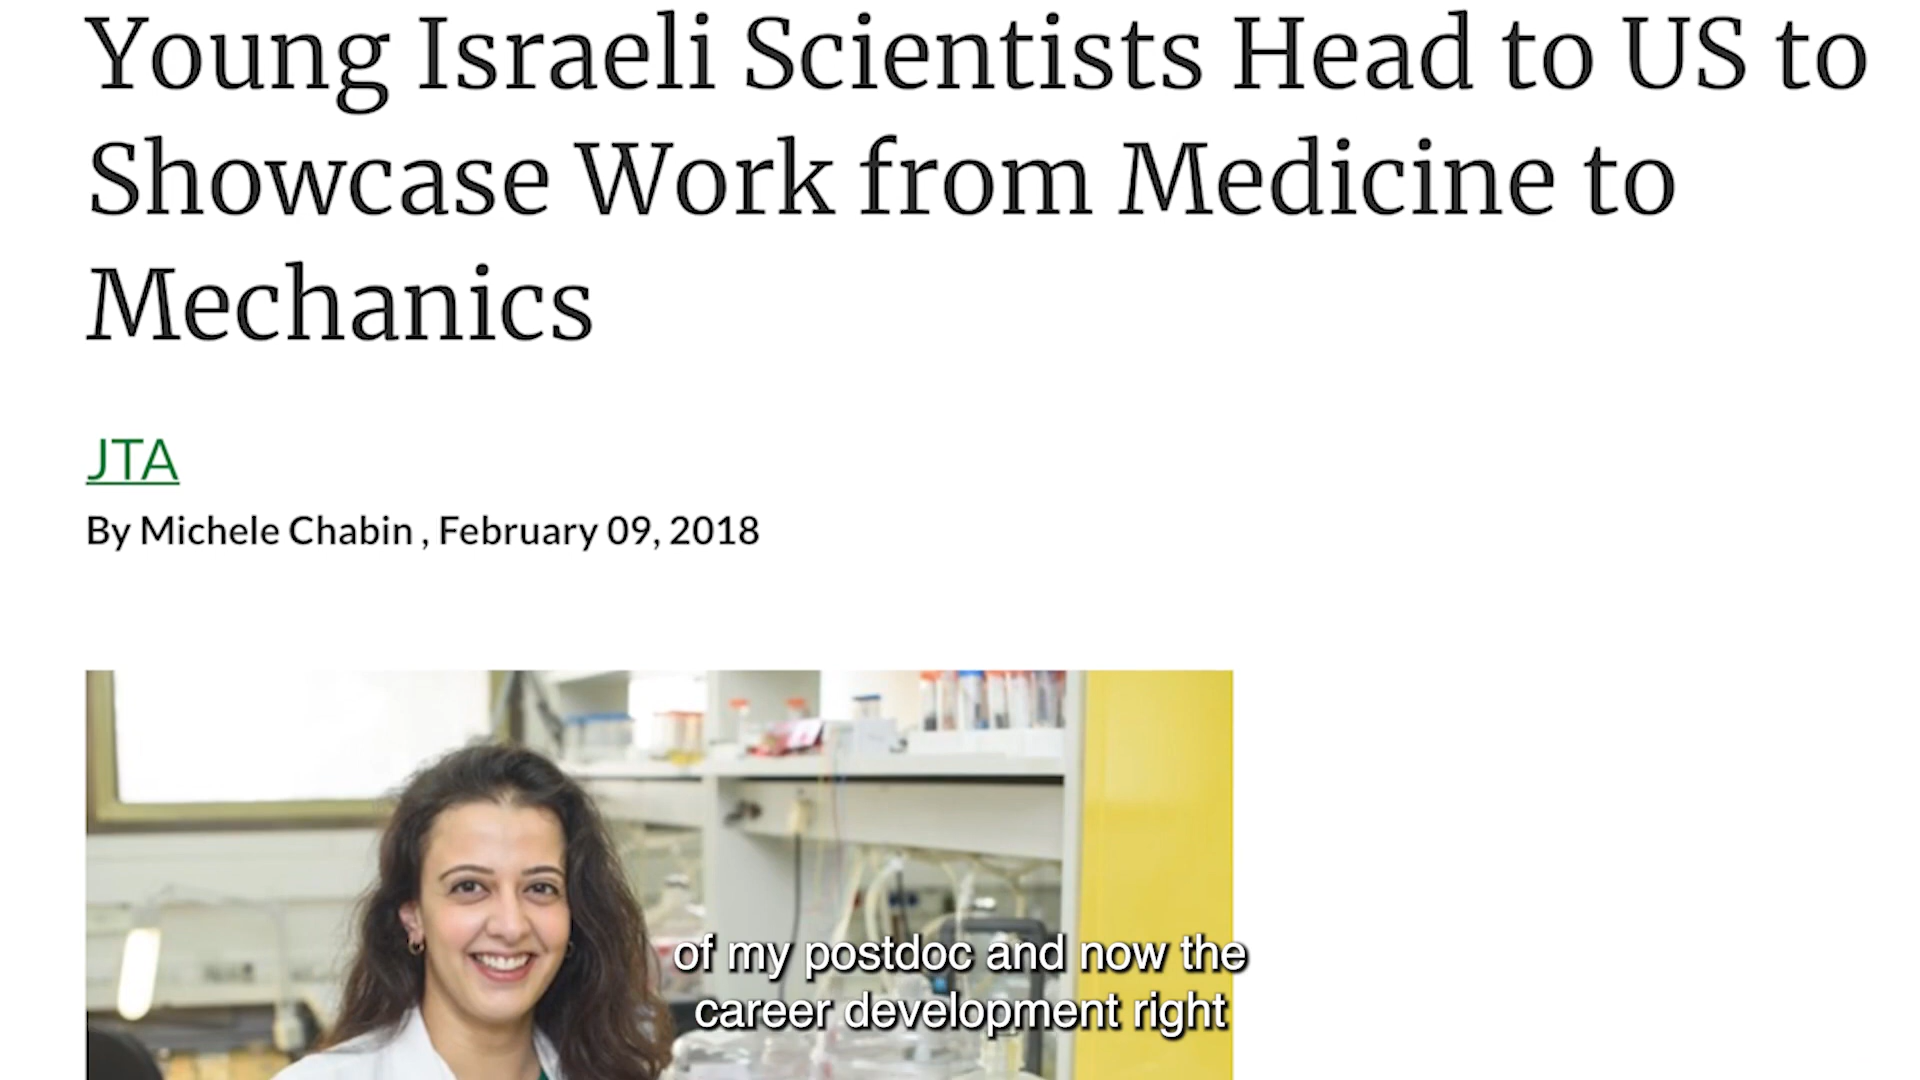 Young Israeli Scientists Head to US to
Showcase Work from Medicine to
Mechanics
JTA
By Michele Chabin , February 09, 2018
of my postdoc and now the
career development right